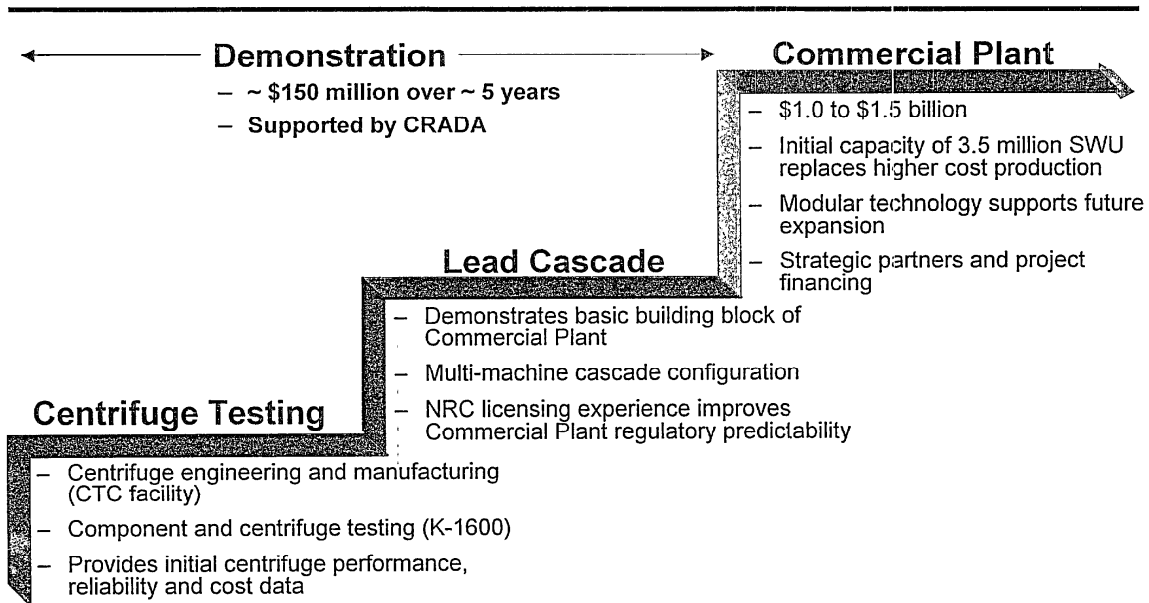 Demonstration
– ~ $150 million over ~ 5 years
– Supported by CRADA
Commercial Plant
– $1.0 to $1.5 billion
– Initial capacity of 3.5 million SWU
replaces higher cost production
– Modular technology supports future
expansion
– Strategic partners and project
financing
Lead Cascade
– Demonstrates basic building block of
Commercial Plant
– Multi-machine cascade configuration
– NRC licensing experience improves
Commercial Plant regulatory predictability
Centrifuge Testing
– Centrifuge engineering and manufacturing
(CTC facility)
– Component and centrifuge testing (K-1600)
– Provides initial centrifuge performance,
reliability and cost data